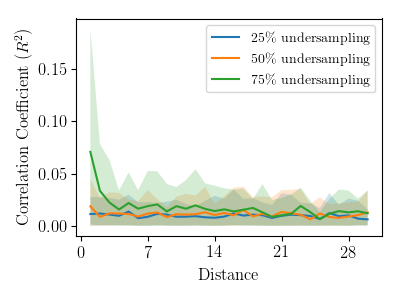 25% undersampling
50% undersampling
75% undersampling
Correlation Coefficient (R²)
0.15
0.10
0.05
0.00
0 7 14 21 28
Distance